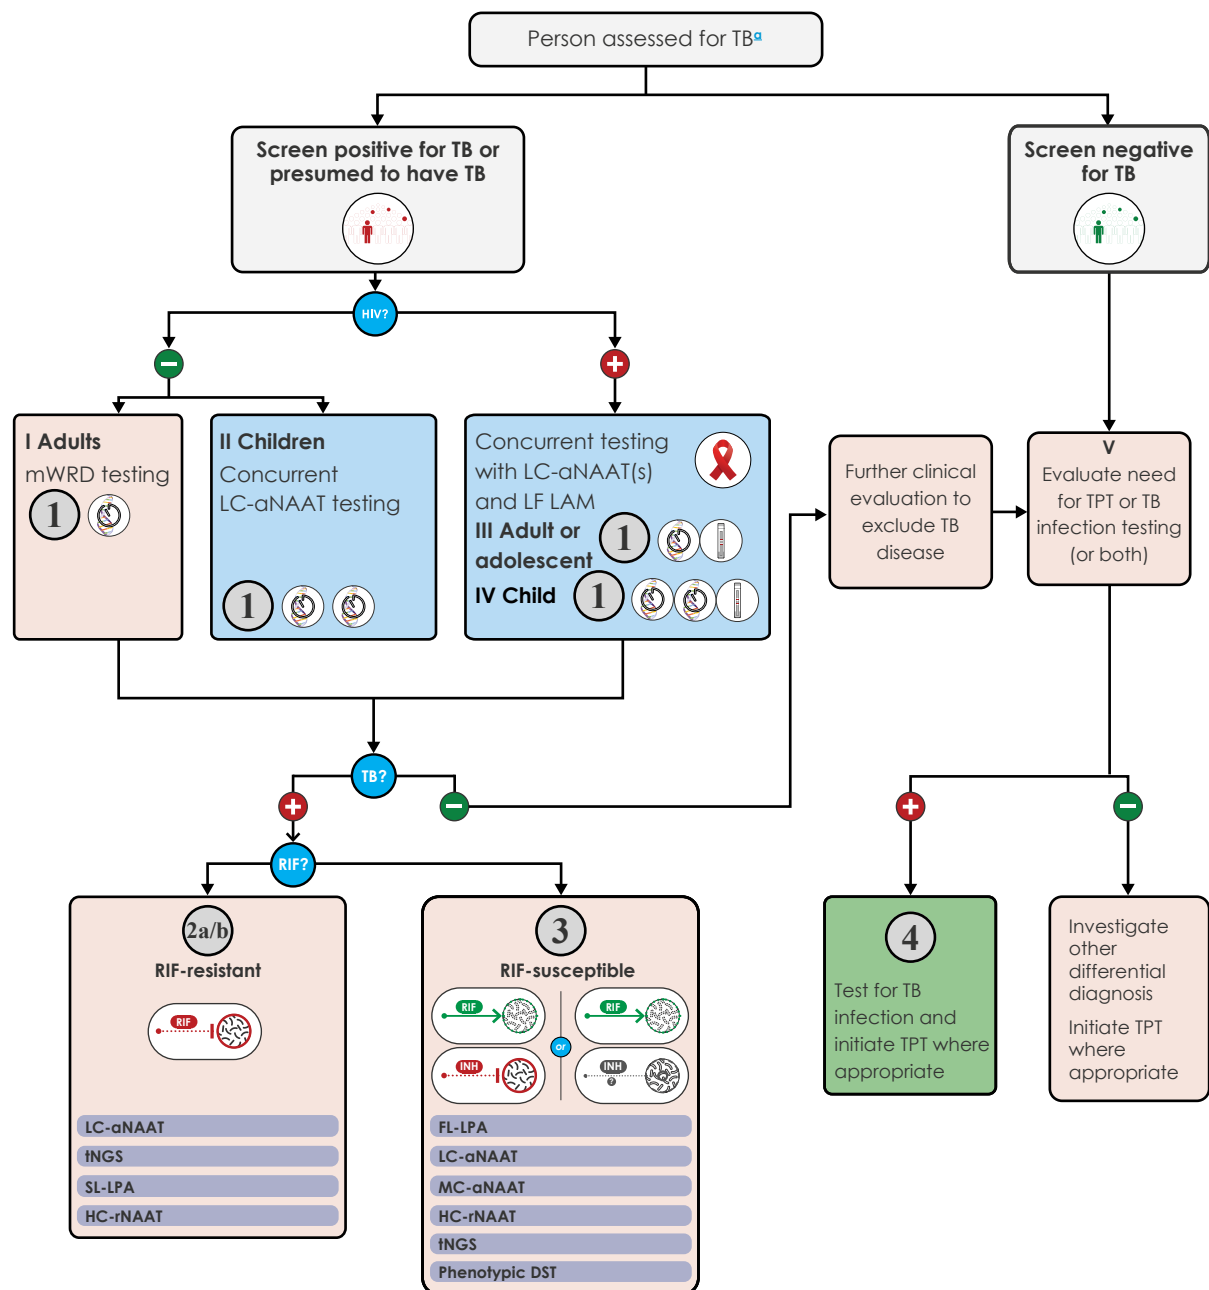 Person assessed for TBa
Screen positive for TB or
presumed to have TB
Screen negative
for TB
HIV?
I Adults
mWRD testing
1
II Children
Concurrent
LC-aNAAT testing
1
Concurrent testing
with LC-aNAAT(s)
and LF LAM
III Adult or
adolescent
1
IV Child
1
Further clinical
evaluation to
exclude TB
disease
V
Evaluate need
for TPT or TB
infection testing
(or both)
TB?
RIF?
2a/b
RIF-resistant
RIF
LC-aNAAT
tNGS
SL-LPA
HC-rNAAT
3
RIF-susceptible
RIF
RIF
or
INH
INH
?
FL-LPA
LC-aNAAT
MC-aNAAT
HC-rNAAT
tNGS
Phenotypic DST
4
Test for TB
infection and
initiate TPT where
appropriate
Investigate
other
differential
diagnosis
Initiate TPT
where
appropriate